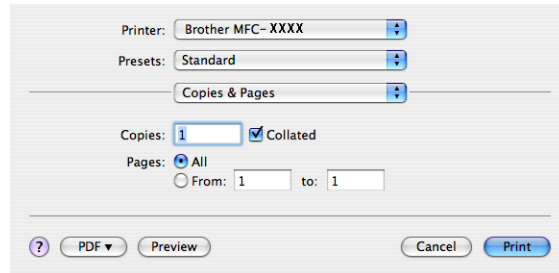 Printer: Brother MFC- XXXX
Presets: Standard
Copies & Pages
Copies: 1 Collated
Pages: All
From: 1 to: 1
? PDF ▼ Preview Cancel Print